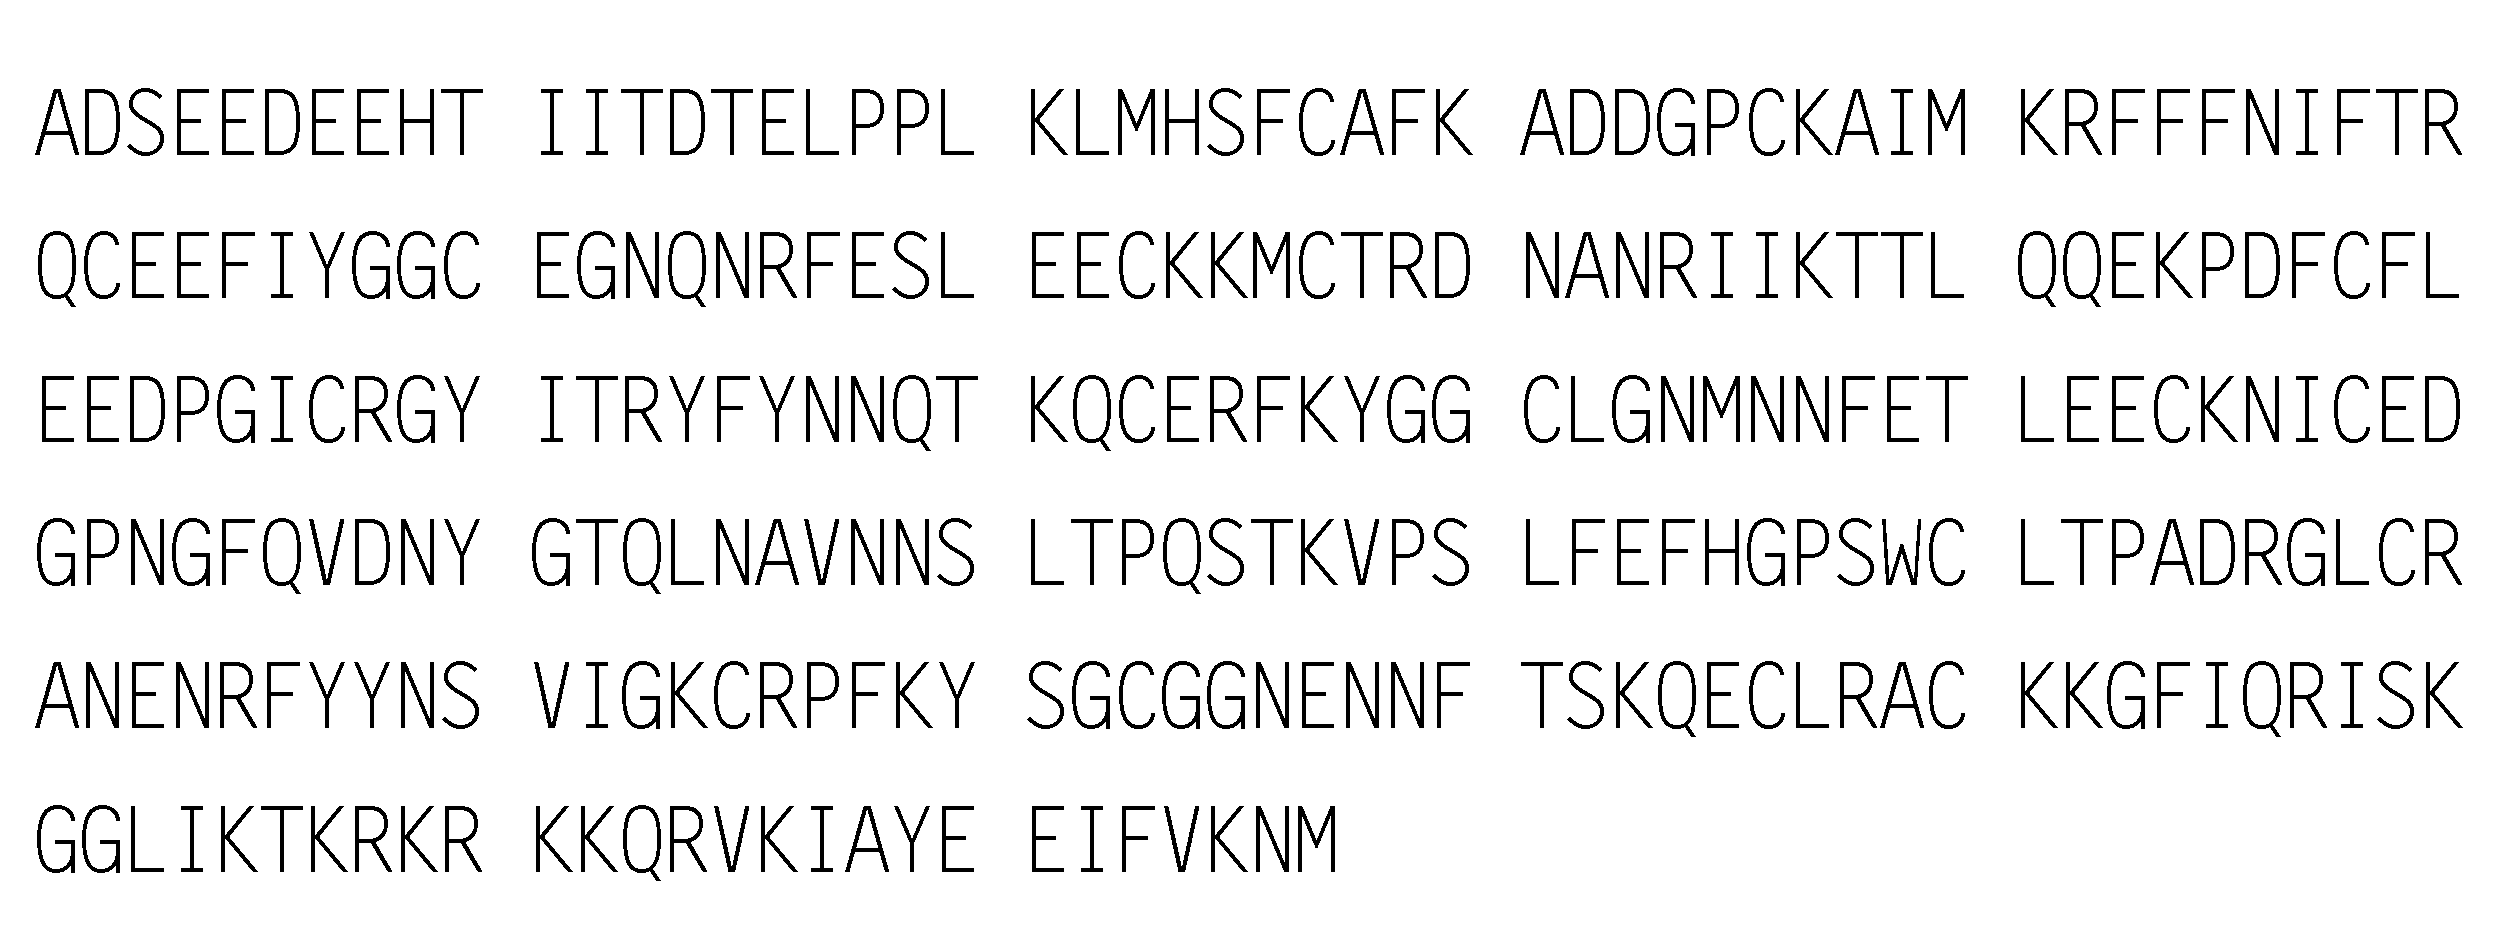 ADSEEDEEHT IITDTELPPL KLMHSFCAFK ADDGPCKAIM KRFFFNIFTR
QCEEFIYGGC EGNQNRFESL EECKKMCTRD NANRIIKTTL QQEKPDFCFL
EEDPGICRGY ITRYFYNNQT KQCERFKYGG CLGNMNNFET LEECKNICED
GPNGFQVDNY GTQLNAVNNS LTPQSTKVPS LFEFHGPSWC LTPADRGLCR
ANENRFYYNS VIGKCRPFKY SGCGGNENNF TSKQECLRAC KKGFIQRISK
GGLIKTKRKR KKQRVKIAYE EIFVKNM